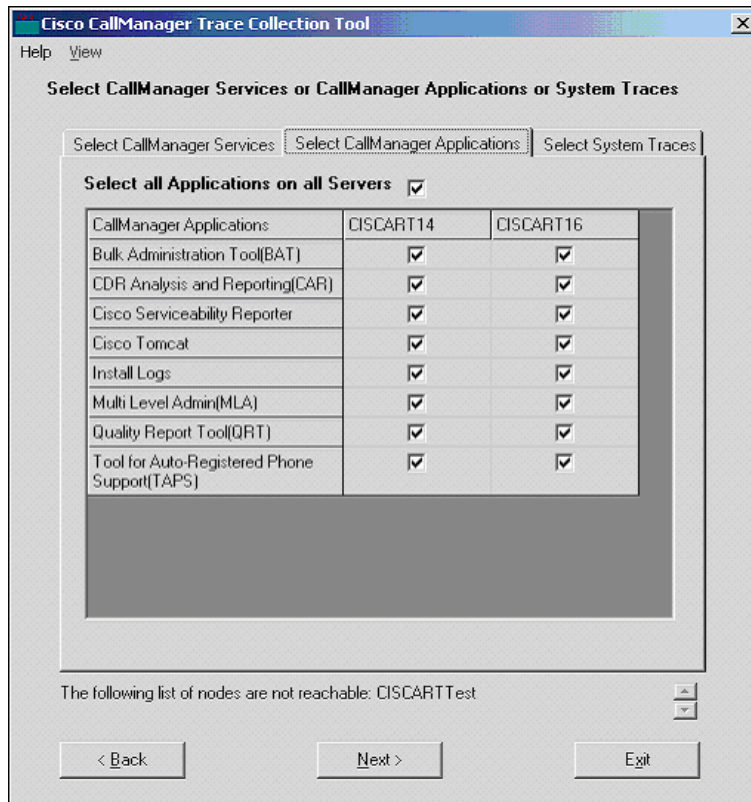 Cisco CallManager Trace Collection Tool
Help View
Select CallManager Services or CallManager Applications or System Traces
Select CallManager Services Select CallManager Applications Select System Traces
Select all Applications on all Servers
CallManager Applications CISCART14 CISCART16
Bulk Administration Tool(BAT)
CDR Analysis and Reporting(CAR)
Cisco Serviceability Reporter
Cisco Tomcat
Install Logs
Multi Level Admin(MLA)
Quality Report Tool(QRT)
Tool for Auto-Registered Phone
Support(TAPS)
The following list of nodes are not reachable: CISCARTTest
< Back Next > Exit